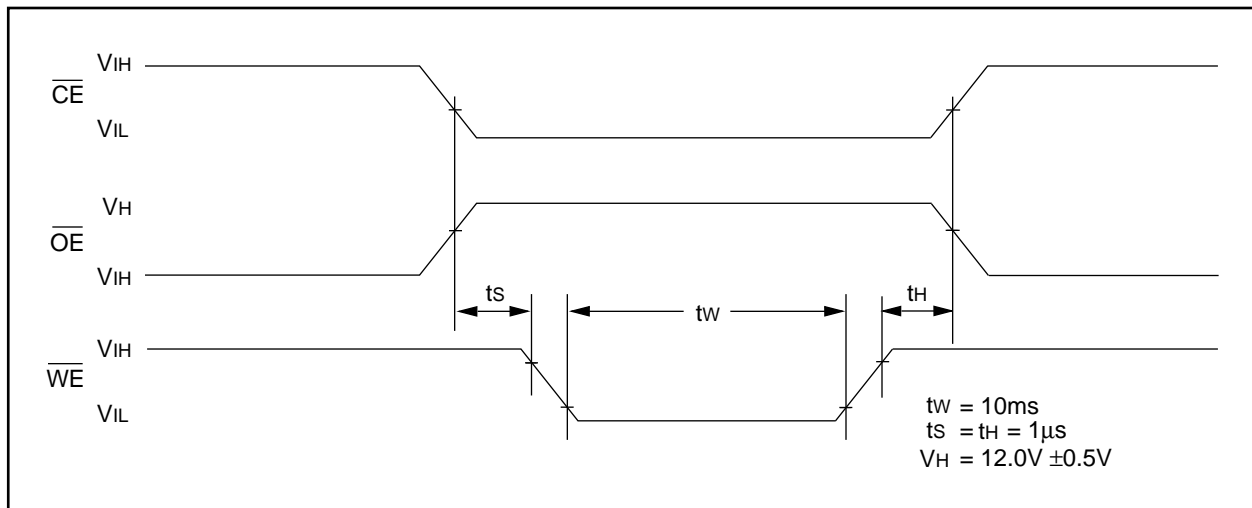 VIH
CE
VIL
VH
OE
VIH
tS
tW
tH
VIH
WE
VIL
tW = 10ms
tS = tH = 1μs
VH = 12.0V ±0.5V